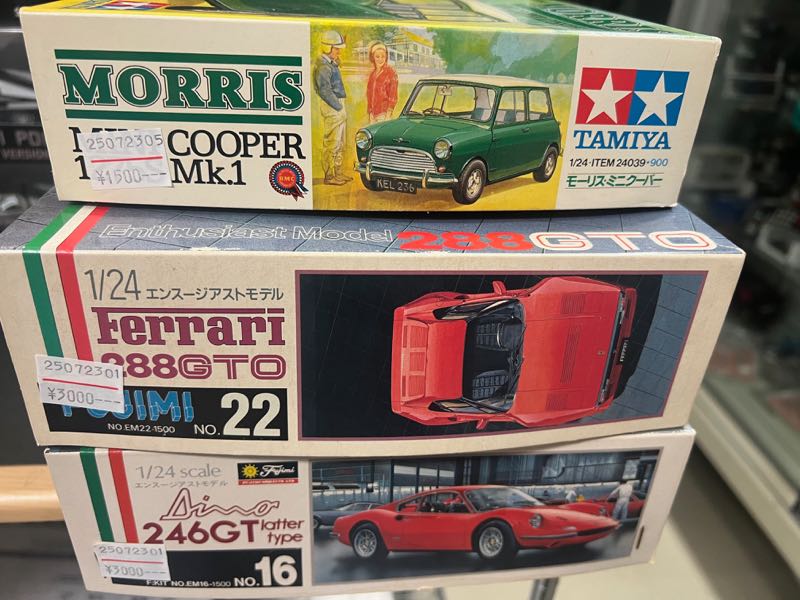 MORRIS
COOPER
Mk.1
25072305
¥1500---
BMC
KEL 236
TAMIYA
1/24・ITEM 24039・900
モーリス・ミニクーパー
Enthusiast Model 288GTO
1/24 エンスージアストモデル
Ferrari
288GTO
25072301
¥3000---
FUJIMI NO. 22
NO.EM22-1500
1/24 scale
エンスージアストモデル
Fujimi
Dino
246GT latter type
25072301
¥3000---
NO. 16
F.KIT NO.EM16-1500